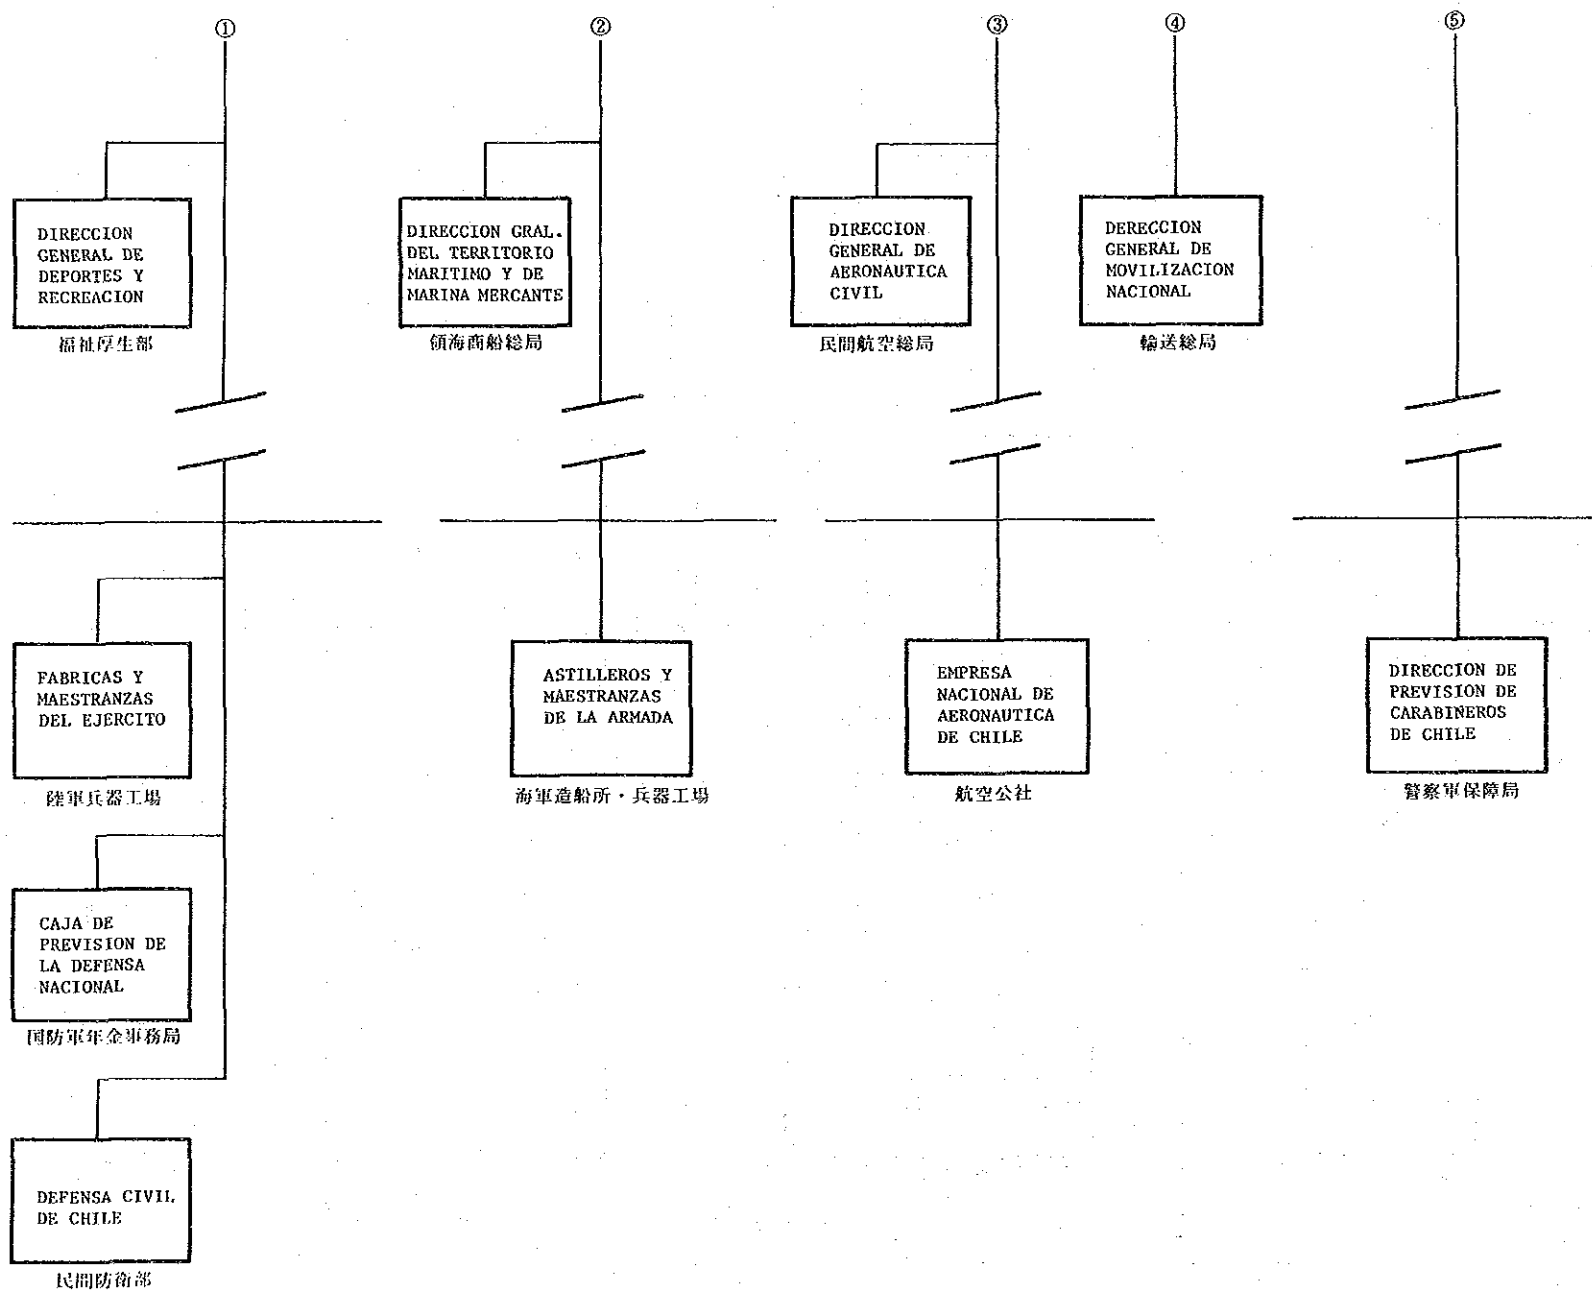 ①
②
③
④
⑤
DIRECCION
GENERAL DE
DEPORTES Y
RECREACION
福祉厚生部
DIRECCION GRAL.
DEL TERRITORIO
MARITIMO Y DE
MARINA MERCANTE
領海商船総局
DIRECCION
GENERAL DE
AERONAUTICA
CIVIL
民間航空総局
DERECCION
GENERAL DE
MOVILIZACION
NACIONAL
輸送総局
FABRICAS Y
MAESTRANZAS
DEL EJERCITO
陸軍兵器工場
ASTILLEROS Y
MAESTRANZAS
DE LA ARMADA
海軍造船所・兵器工場
EMPRESA
NACIONAL DE
AERONAUTICA
DE CHILE
航空公社
DIRECCION DE
PREVISION DE
CARABINEROS
DE CHILE
警察軍保障局
CAJA DE
PREVISION DE
LA DEFENSA
NACIONAL
国防軍年金事務局
DEFENSA CIVIL
DE CHILE
民間防衛部